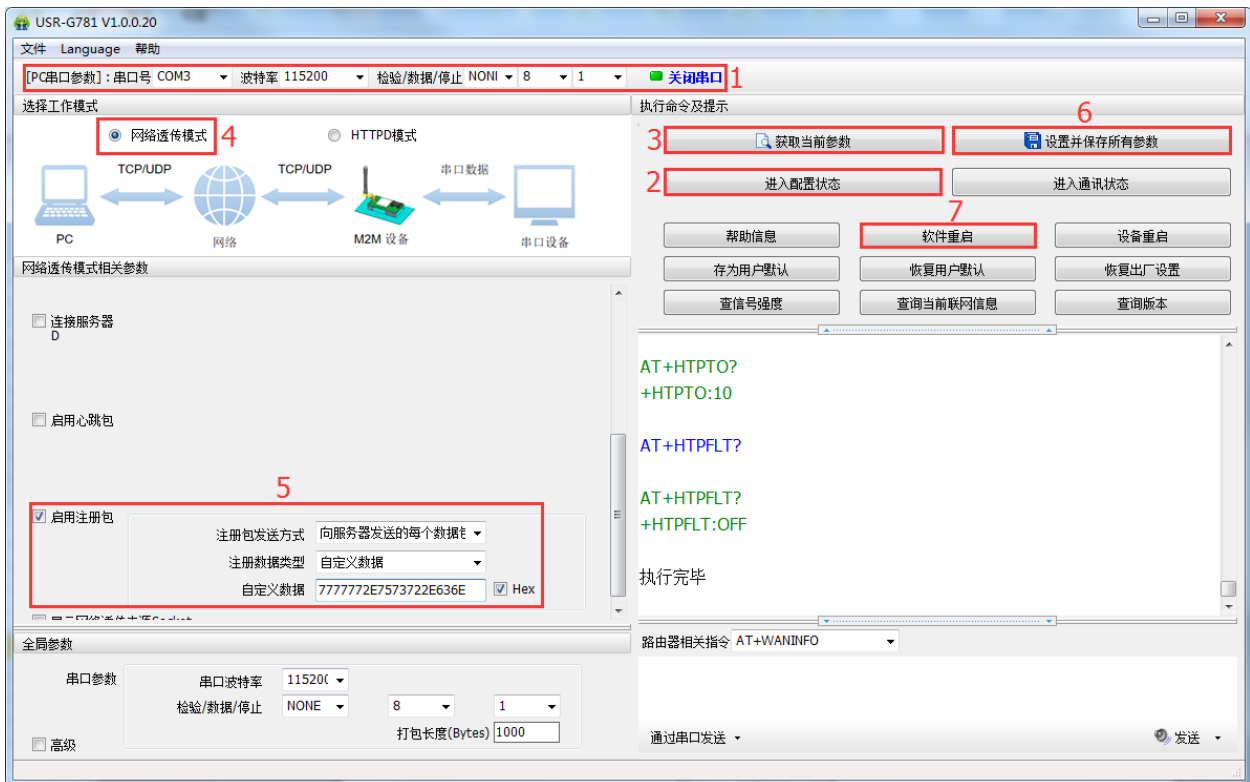 USR-G781 V1.0.0.20
文件 Language 帮助
[PC串口参数]：串口号 COM3 波特率 115200 检验/数据/停止 NONI 8 1 关闭串口 1
选择工作模式
网络透传模式 4 HTTPD模式
TCP/UDP TCP/UDP 串口数据
PC 网络 M2M 设备 串口设备
网络透传模式相关参数
连接服务器
D
启用心跳包
5
启用注册包
注册包发送方式 向服务器发送的每个数据包
注册数据类型 自定义数据
自定义数据 7777772E7573722E636E Hex
全局参数
串口参数 串口波特率 11520(
检验/数据/停止 NONE 8 1
打包长度(Bytes) 1000
高级
执行命令及提示
6
3 获取当前参数 设置并保存所有参数
2 进入配置状态 进入通讯状态
7
帮助信息 软件重启 设备重启
存为用户默认 恢复用户默认 恢复出厂设置
查信号强度 查询当前联网信息 查询版本
AT+HTPTO?
+HTPTO:10
AT+HTPFLT?
AT+HTPFLT?
+HTPFLT:OFF
执行完毕
路由器相关指令 AT+WANINFO
通过串口发送 发送